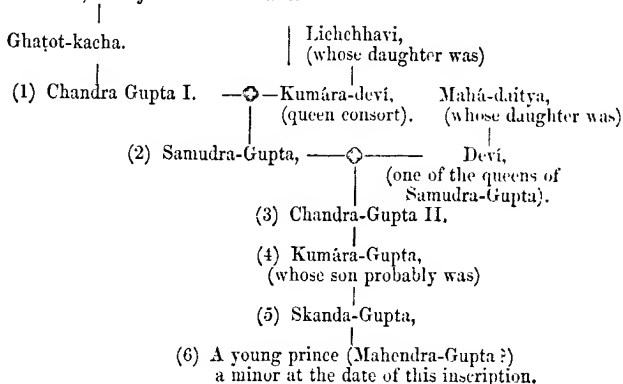 Ghaṭot-kacha.
Lichchhavi,
(whose daughter was)
(1) Chandra Gupta I. Kumára-deví, Mahá-daitya,
(queen consort). (whose daughter was)
(2) Samudra-Gupta, Deví,
(one of the queens of
Samudra-Gupta).
(3) Chandra-Gupta II.
(4) Kumára-Gupta,
(whose son probably was)
(5) Skanda-Gupta,
(6) A young prince (Mahendra-Gupta?)
a minor at the date of this inscription.